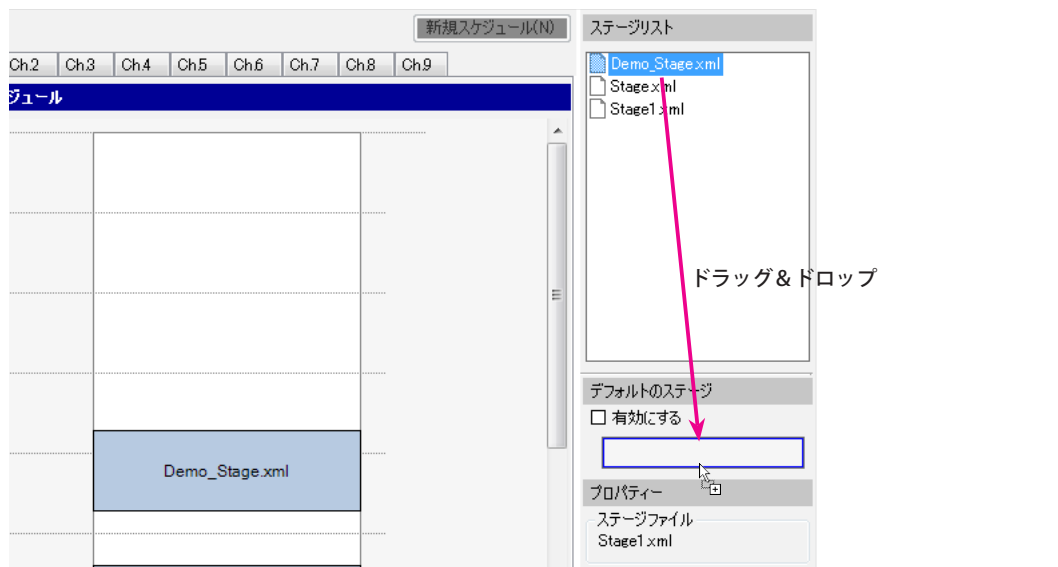 新規スケジュール(N)
Ch.2 Ch.3 Ch.4 Ch.5 Ch.6 Ch.7 Ch.8 Ch.9
ジュール
Demo_Stage.xml
ステージリスト
Demo_Stage.xml
Stage.xml
Stage1.xml
ドラッグ&ドロップ
デフォルトのステージ
有効にする
プロパティー
ステージファイル
Stage1.xml